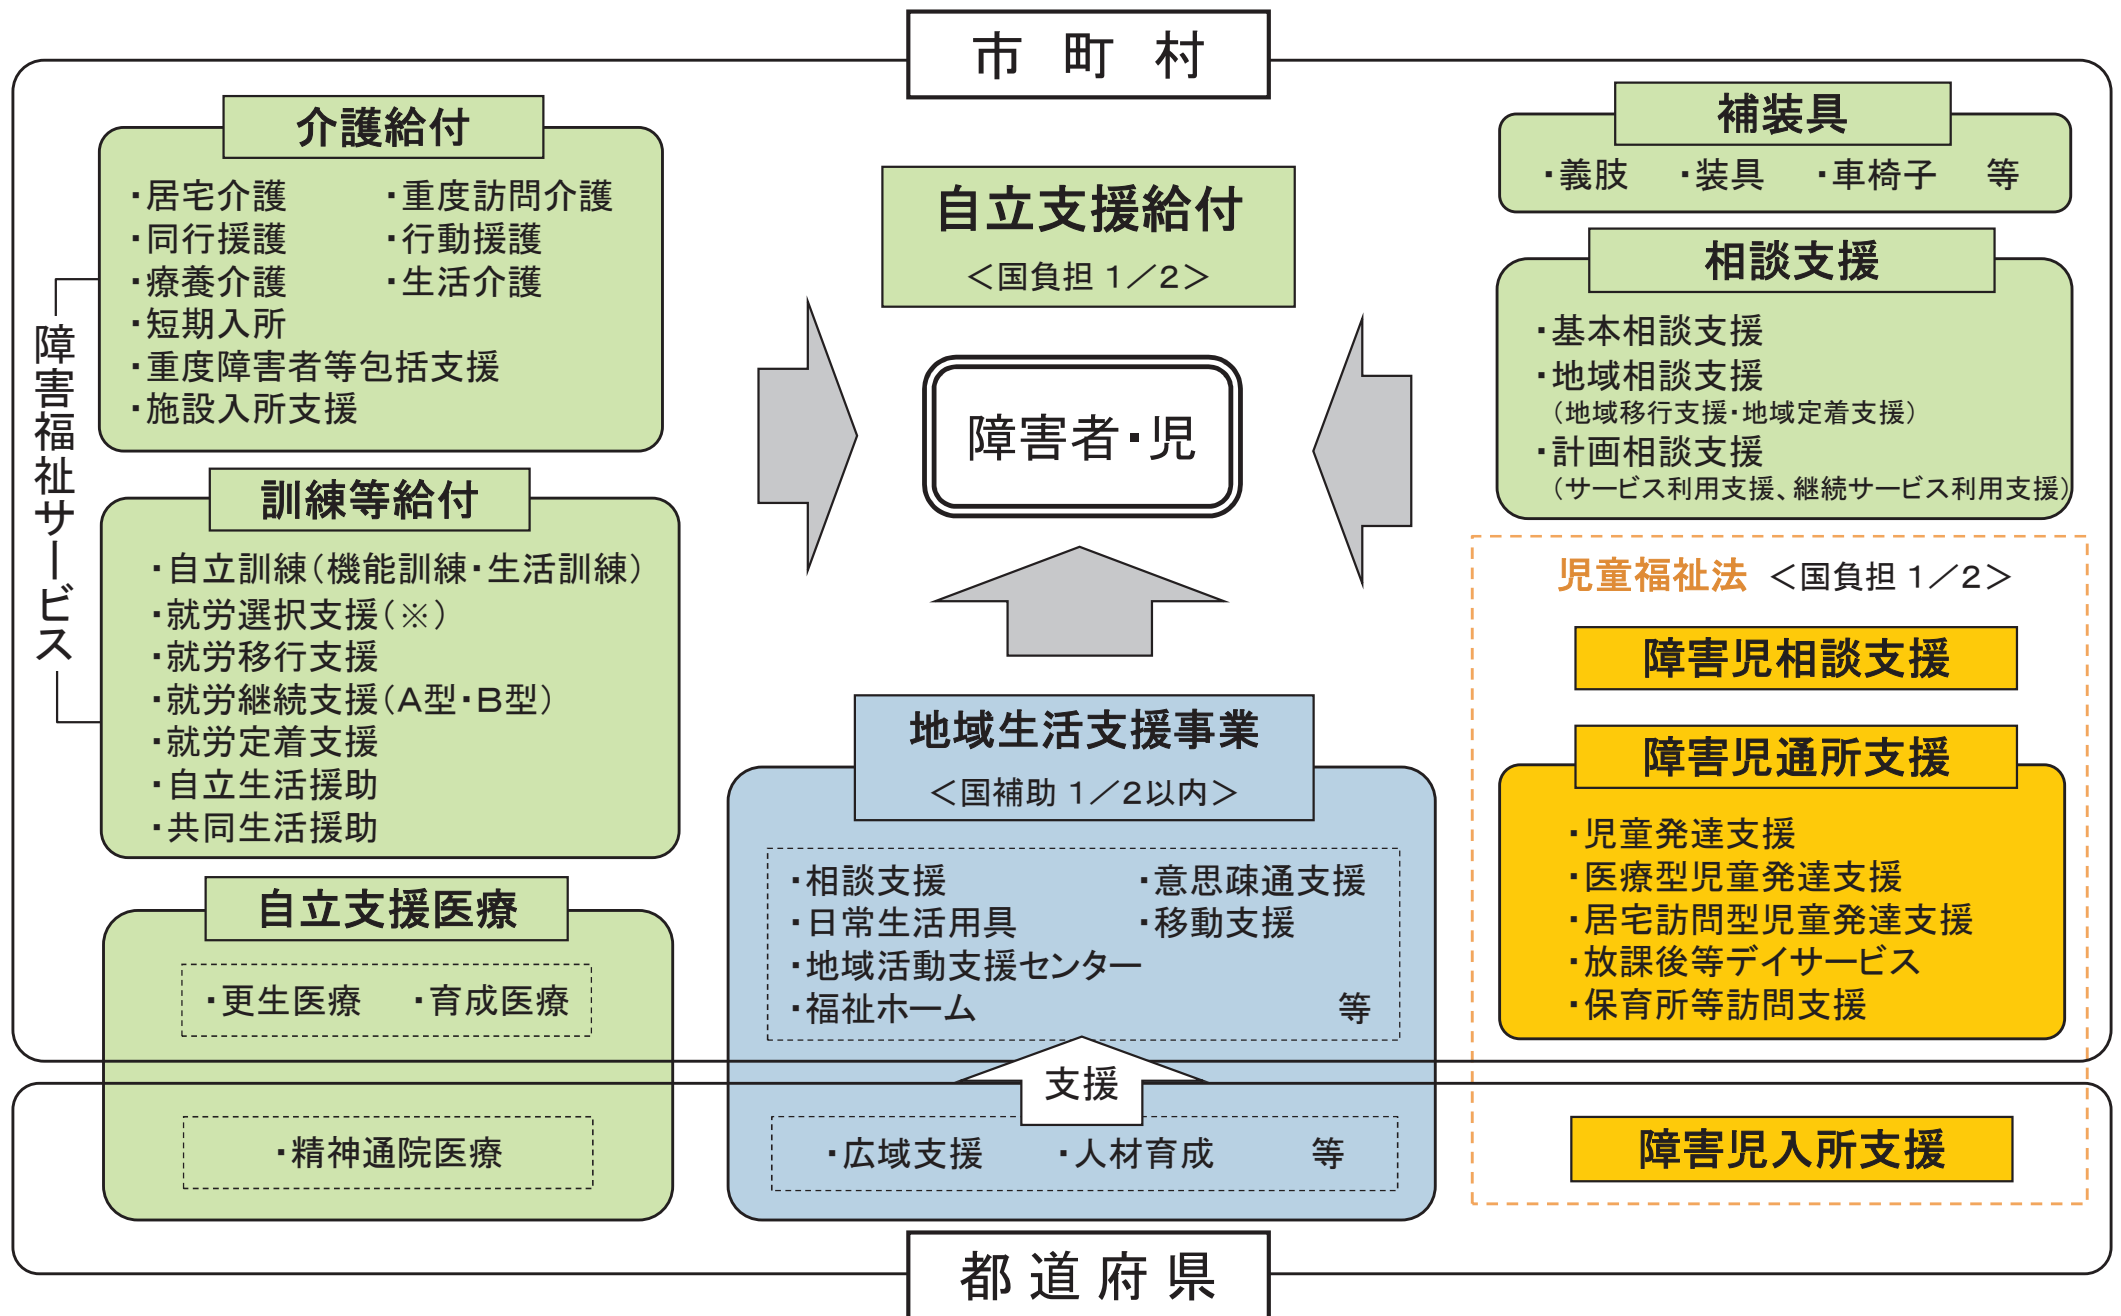 市町村
介護給付
・居宅介護 ・重度訪問介護
・同行援護 ・行動援護
・療養介護 ・生活介護
・短期入所
・重度障害者等包括支援
・施設入所支援
障害福祉サービス
訓練等給付
・自立訓練（機能訓練・生活訓練）
・就労選択支援（※）
・就労移行支援
・就労継続支援（A型・B型）
・就労定着支援
・自立生活援助
・共同生活援助
自立支援医療
・更生医療 ・育成医療
・精神通院医療
自立支援給付
＜国負担 1／2＞
障害者・児
地域生活支援事業
＜国補助 1／2以内＞
・相談支援 ・意思疎通支援
・日常生活用具 ・移動支援
・地域活動支援センター
・福祉ホーム 等
支援
・広域支援 ・人材育成 等
補装具
・義肢 ・装具 ・車椅子 等
相談支援
・基本相談支援
・地域相談支援
（地域移行支援・地域定着支援）
・計画相談支援
（サービス利用支援、継続サービス利用支援）
児童福祉法 ＜国負担 1／2＞
障害児相談支援
障害児通所支援
・児童発達支援
・医療型児童発達支援
・居宅訪問型児童発達支援
・放課後等デイサービス
・保育所等訪問支援
障害児入所支援
都道府県